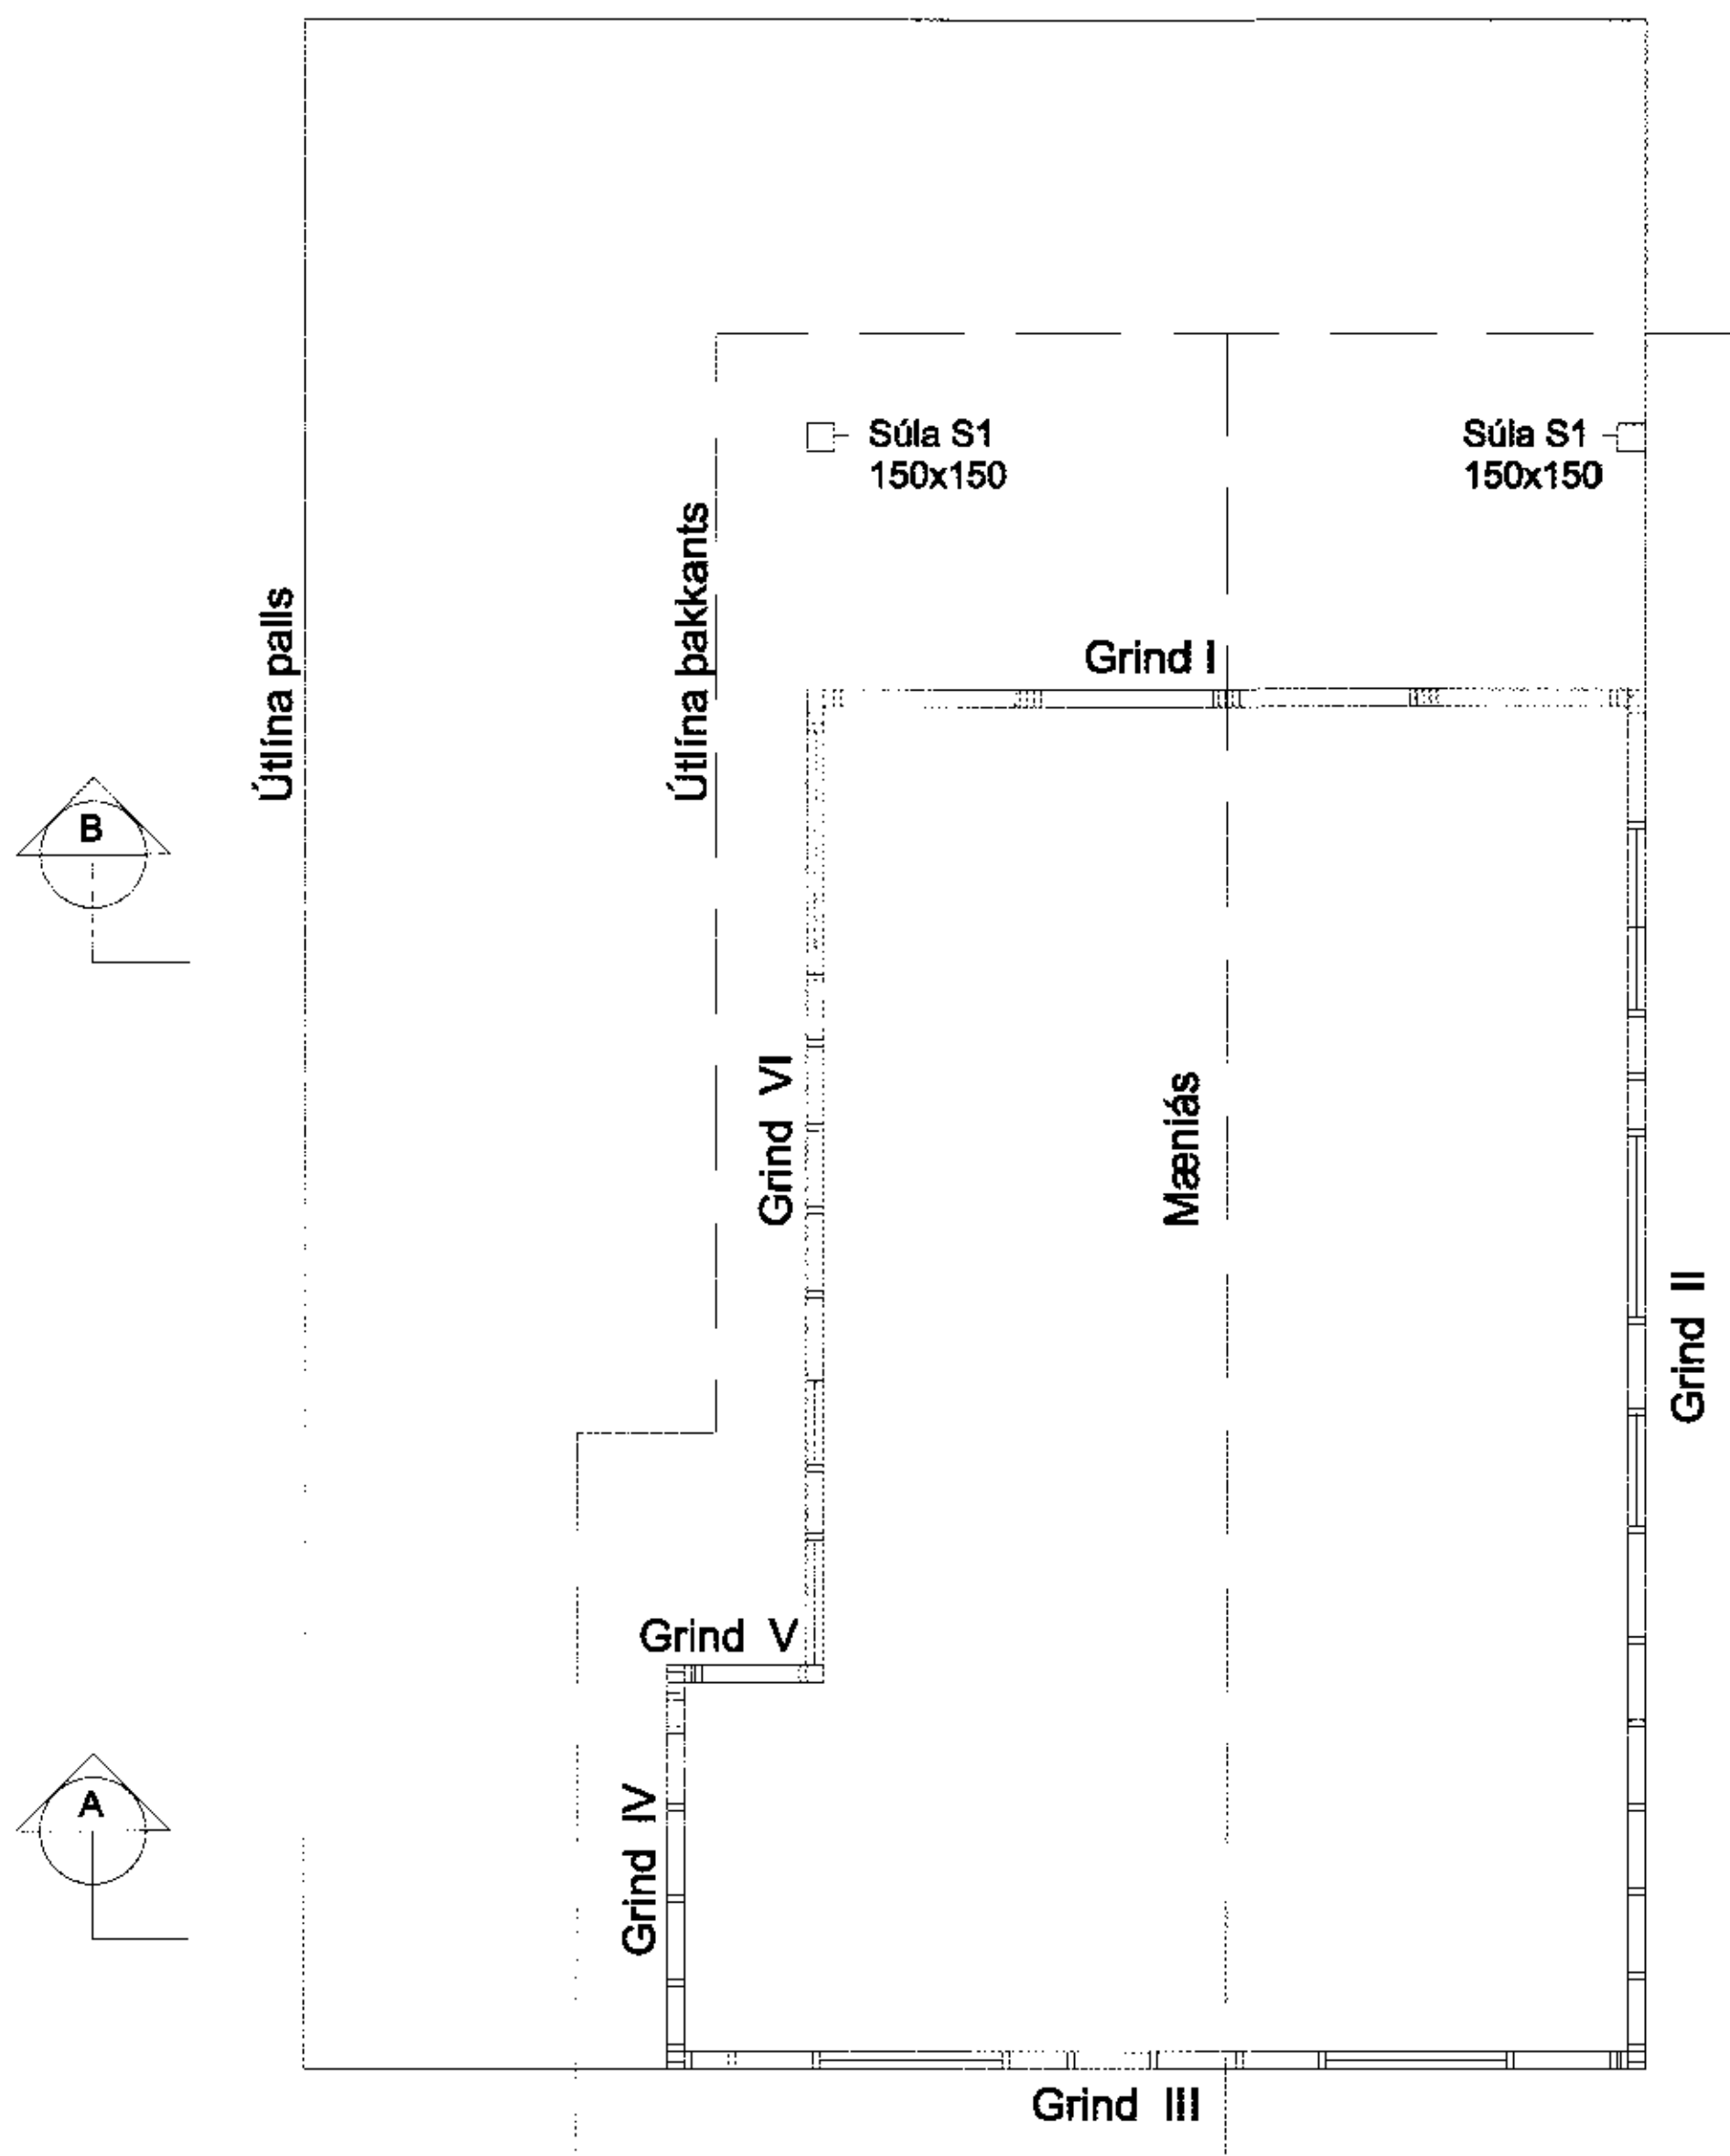 Súla S1
150x150
Súla S1
150x150
Útlína palls
Útlína þakkants
Grind I
B
Grind VI
Mæniás
Grind II
Grind V
A
Grind IV
Grind III